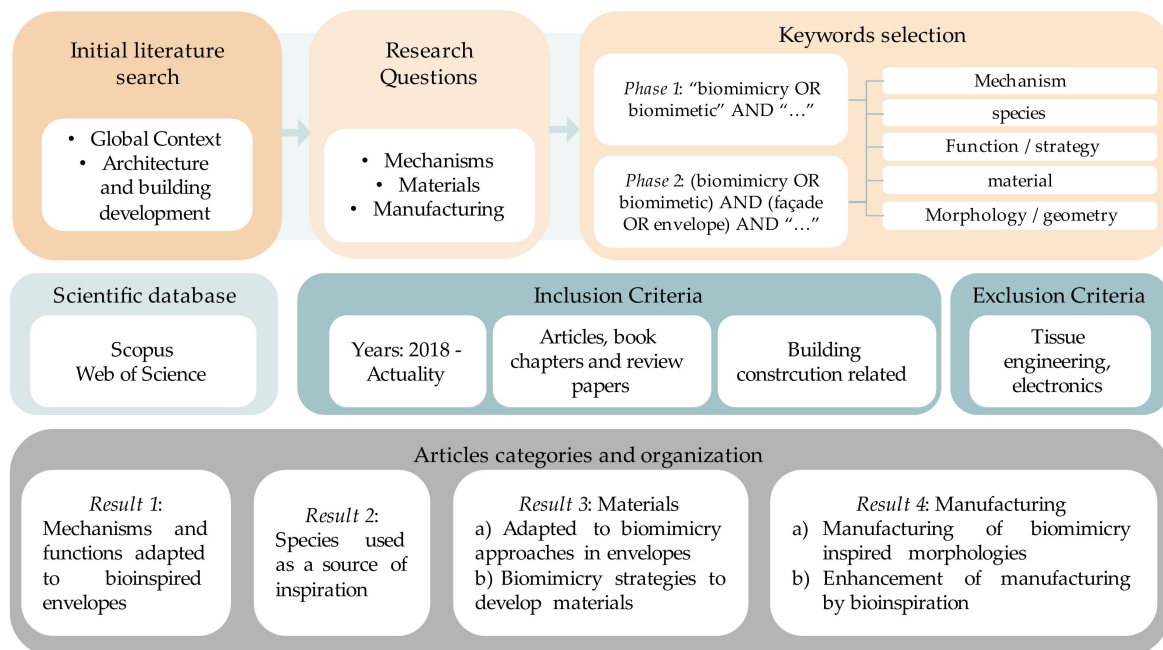 Initial literature
search
• Global Context
• Architecture
and building
development
Research
Questions
• Mechanisms
• Materials
• Manufacturing
Keywords selection
Phase 1: “biomimicry OR
biomimetic” AND “…”
Phase 2: (biomimicry OR
biomimetic) AND (façade
OR envelope) AND “…”
Mechanism
species
Function / strategy
material
Morphology / geometry
Scientific database
Scopus
Web of Science
Inclusion Criteria
Years: 2018 -
Actuality
Articles, book
chapters and review
papers
Building
constrcution related
Exclusion Criteria
Tissue
engineering,
electronics
Articles categories and organization
Result 1:
Mechanisms and
functions adapted
to bioinspired
envelopes
Result 2:
Species used
as a source of
inspiration
Result 3: Materials
a) Adapted to biomimicry
approaches in envelopes
b) Biomimicry strategies to
develop materials
Result 4: Manufacturing
a) Manufacturing of biomimicry
inspired morphologies
b) Enhancement of manufacturing
by bioinspiration